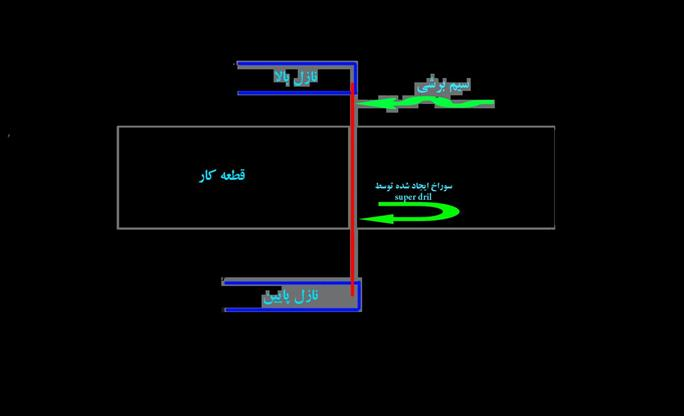 نازل بالا
سیم برشی
قطعه کار
سوراخ ایجاد شده توسط
super dril
نازل پایین